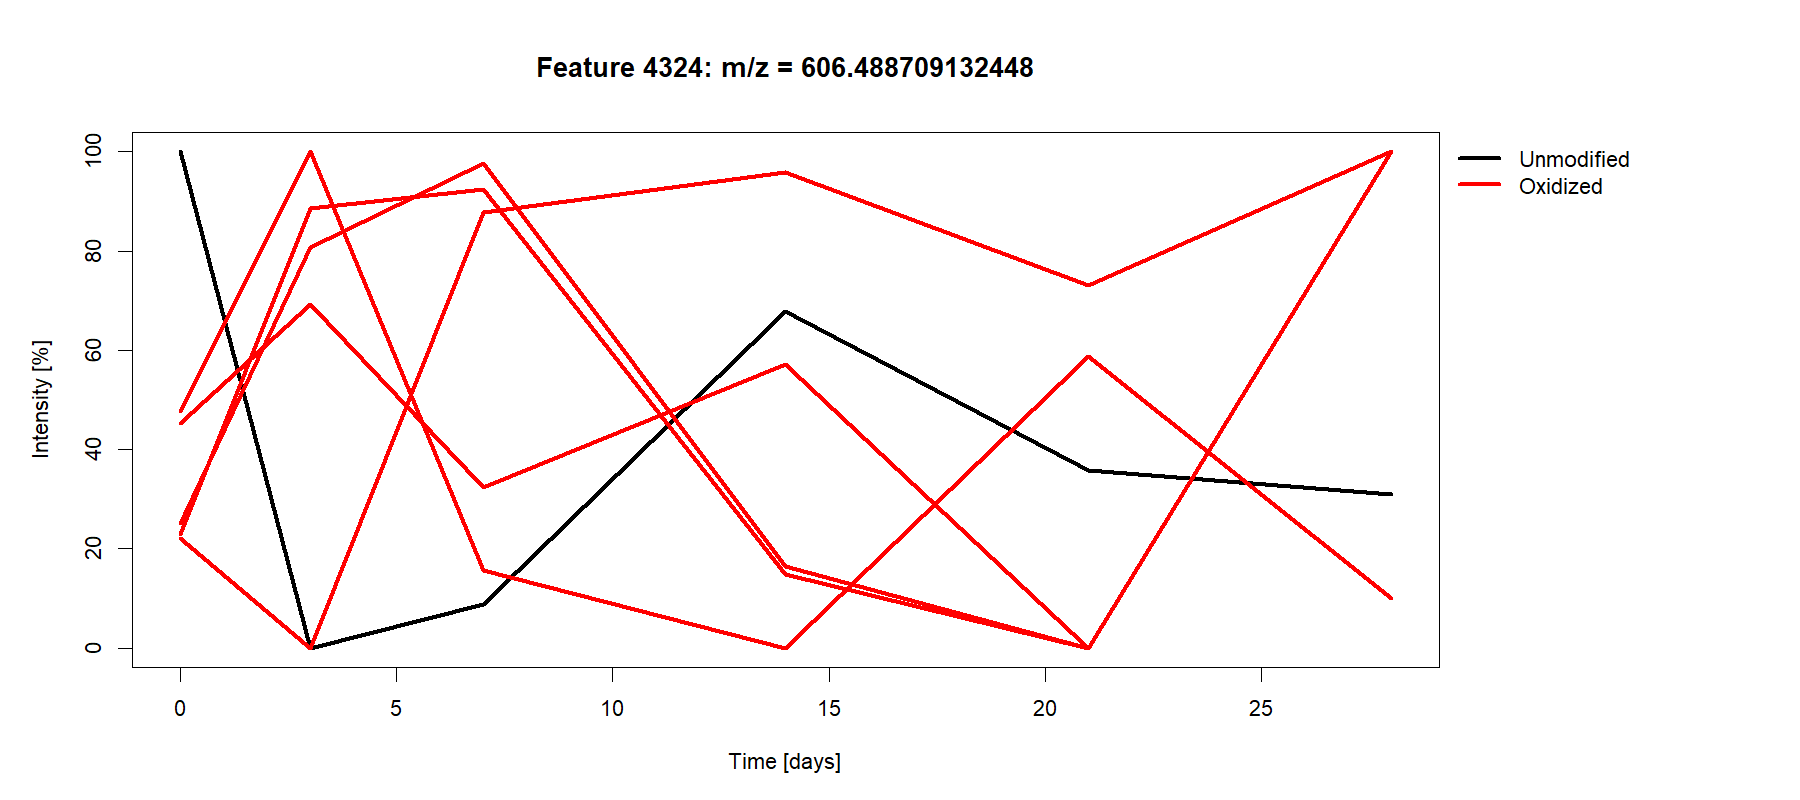 Feature 4324: m/z = 606.488709132448
Unmodified
Oxidized
Intensity [%]
100
80
60
40
20
0
0 5 10 15 20 25
Time [days]